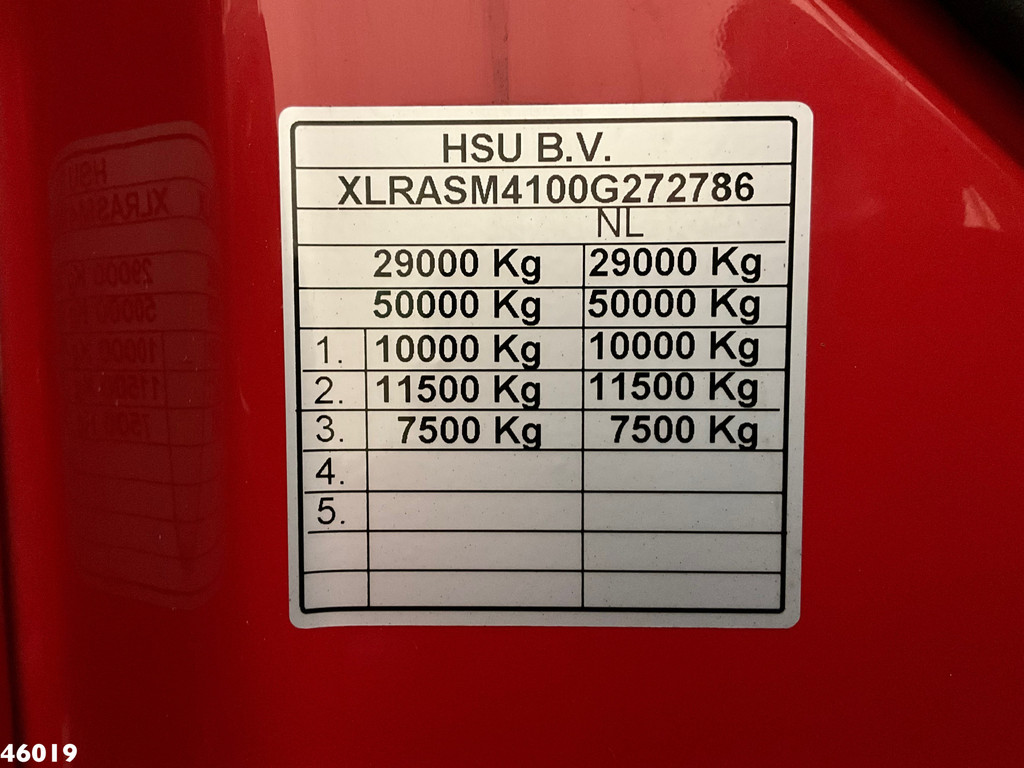 HSU B.V.
XLRASM4100G272786
NL
29000 Kg 29000 Kg
50000 Kg 50000 Kg
1. 10000 Kg 10000 Kg
2. 11500 Kg 11500 Kg
3. 7500 Kg 7500 Kg
4.
5.
46019